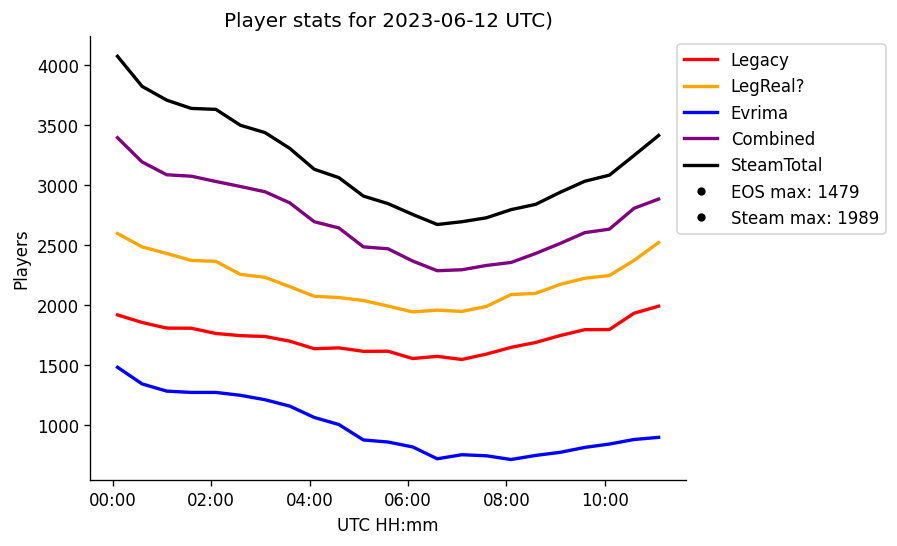 Player stats for 2023-06-12 UTC)
Legacy
LegReal?
Evrima
Combined
SteamTotal
EOS max: 1479
Steam max: 1989
Players
4000
3500
3000
2500
2000
1500
1000
00:00 02:00 04:00 06:00 08:00 10:00
UTC HH:mm